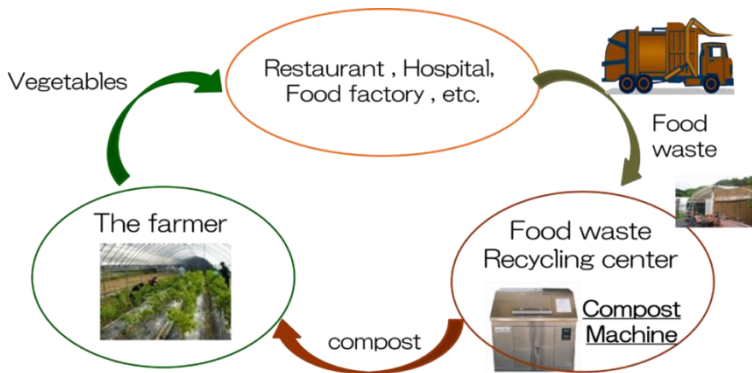 Vegetables
Restaurant , Hospital,
Food factory , etc.
Food
waste
The farmer
Food waste
Recycling center
Compost
Machine
compost